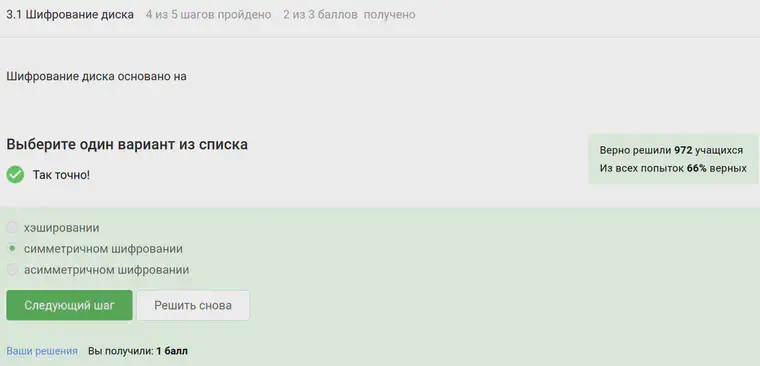 3.1 Шифрование диска 4 из 5 шагов пройдено 2 из 3 баллов получено
Шифрование диска основано на
Выберите один вариант из списка
Так точно!
Верно решили 972 учащихся
Из всех попыток 66% верных
хэшировании
симметричном шифровании
асимметричном шифровании
Следующий шаг Решить снова
Ваши решения Вы получили: 1 балл